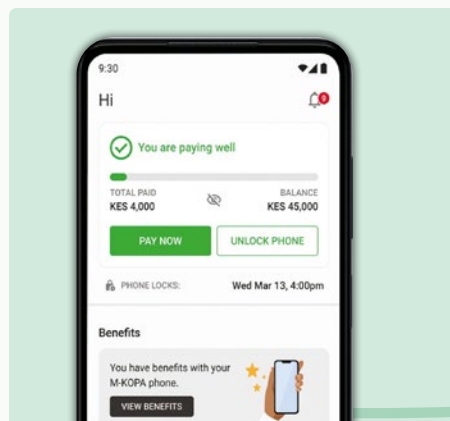 9:30
Hi
9
You are paying well
TOTAL PAID
BALANCE
KES 4,000
KES 45,000
PAY NOW
UNLOCK PHONE
PHONE LOCKS:
Wed Mar 13, 4:00pm
Benefits
You have benefits with your
M-KOPA phone.
VIEW BENEFITS